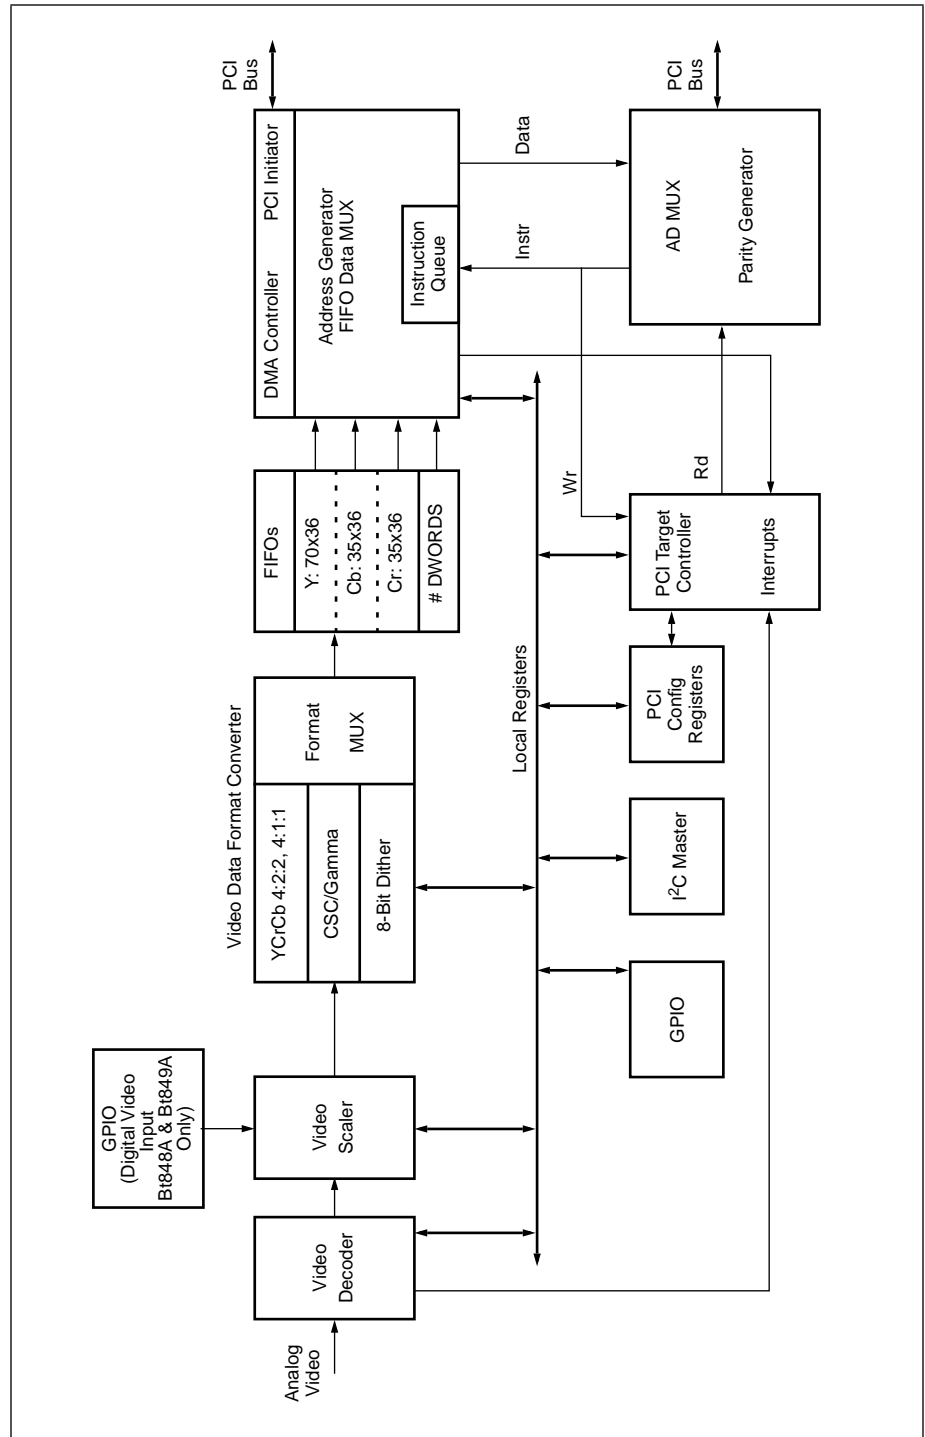 Analog
Video
Video
Decoder
GPIO
(Digital Video
Input
Bt848A & Bt849A
Only)
Video
Scaler
Video Data Format Converter
YCrCb 4:2:2, 4:1:1
CSC/Gamma
8-Bit Dither
Format
MUX
FIFOs
Y: 70x36
Cb: 35x36
Cr: 35x36
# DWORDS
DMA Controller
PCI Initiator
Address Generator
FIFO Data MUX
Instruction
Queue
PCI
Bus
Local Registers
GPIO
I²C Master
PCI
Config
Registers
PCI Target
Controller
Interrupts
Wr
Rd
Instr
Data
AD MUX
Parity Generator
PCI
Bus